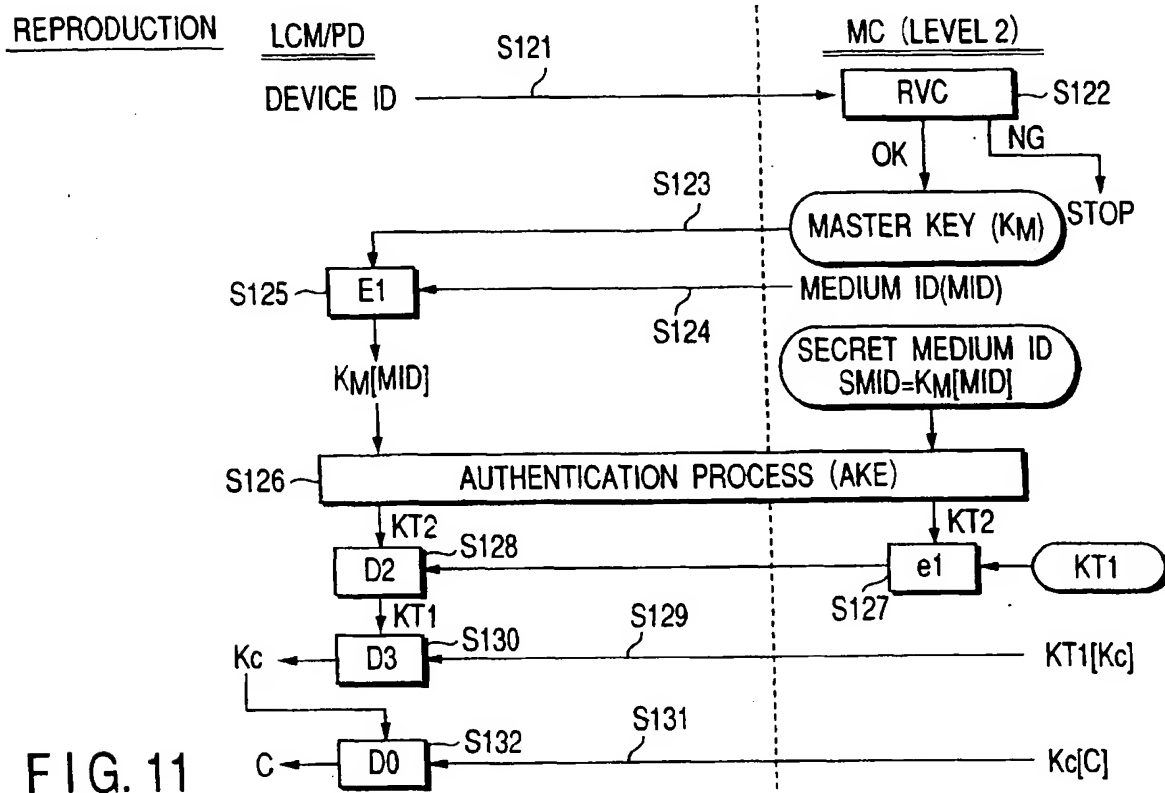 REPRODUCTION LCM/PD MC (LEVEL 2)
S121
DEVICE ID RVC S122
OK NG
S123
MASTER KEY (KM) STOP
S125 E1 MEDIUM ID(MID)
S124
SECRET MEDIUM ID
KM[MID] SMID=KM[MID]
S126 AUTHENTICATION PROCESS (AKE)
KT2 KT2
S128
D2 e1 KT1
S127
KT1 S129
S130
Kc D3 KT1[Kc]
S131
S132
C D0 Kc[C]
FIG. 11